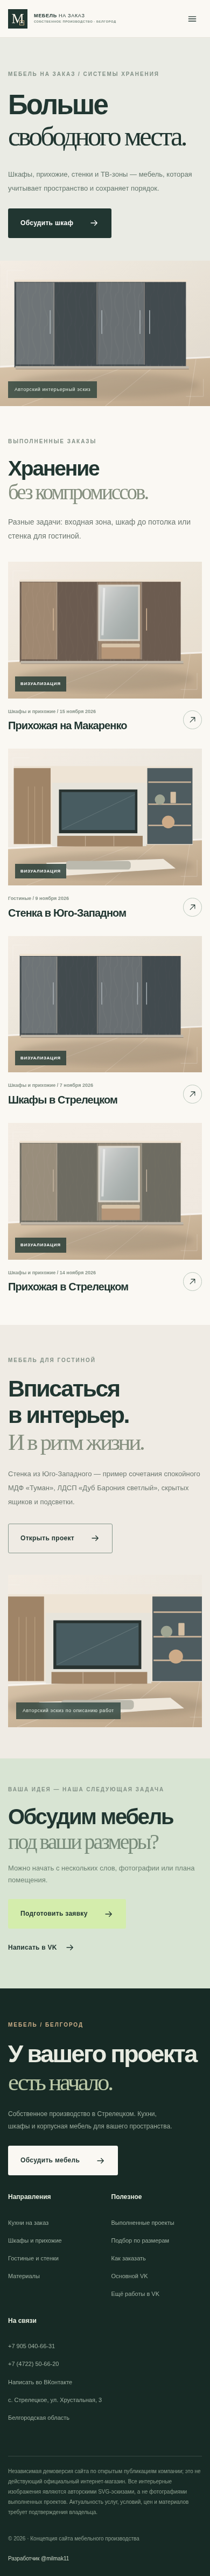 М
МЕБЕЛЬ НА ЗАКАЗ
СОБСТВЕННОЕ ПРОИЗВОДСТВО · БЕЛГОРОД
МЕБЕЛЬ НА ЗАКАЗ / СИСТЕМЫ ХРАНЕНИЯ
Больше
свободного места.
Шкафы, прихожие, стенки и ТВ-зоны — мебель, которая
учитывает пространство и сохраняет порядок.
Обсудить шкаф
Авторский интерьерный эскиз
ВЫПОЛНЕННЫЕ ЗАКАЗЫ
Хранение
без компромиссов.
Разные задачи: входная зона, шкаф до потолка или
стенка для гостиной.
ВИЗУАЛИЗАЦИЯ
Шкафы и прихожие / 15 ноября 2026
Прихожая на Макаренко
ВИЗУАЛИЗАЦИЯ
Гостиные / 9 ноября 2026
Стенка в Юго-Западном
ВИЗУАЛИЗАЦИЯ
Шкафы и прихожие / 7 ноября 2026
Шкафы в Стрелецком
ВИЗУАЛИЗАЦИЯ
Шкафы и прихожие / 14 ноября 2026
Прихожая в Стрелецком
МЕБЕЛЬ ДЛЯ ГОСТИНОЙ
Вписаться
в интерьер.
И в ритм жизни.
Стенка из Юго-Западного — пример сочетания спокойного
МДФ «Туман», ЛДСП «Дуб Барония светлый», скрытых
ящиков и подсветки.
Открыть проект
Авторский эскиз по описанию работ
ВАША ИДЕЯ — НАША СЛЕДУЮЩАЯ ЗАДАЧА
Обсудим мебель
под ваши размеры?
Можно начать с нескольких слов, фотографии или плана
помещения.
Подготовить заявку
Написать в VK
МЕБЕЛЬ / БЕЛГОРОД
У вашего проекта
есть начало.
Собственное производство в Стрелецком. Кухни,
шкафы и корпусная мебель для вашего пространства.
Обсудить мебель
Направления
Кухни на заказ
Шкафы и прихожие
Гостиные и стенки
Материалы
Полезное
Выполненные проекты
Подбор по размерам
Как заказать
Основной VK
Ещё работы в VK
На связи
+7 905 040-66-31
+7 (4722) 50-66-20
Написать во ВКонтакте
с. Стрелецкое, ул. Хрустальная, 3
Белгородская область
Независимая демоверсия сайта по открытым публикациям компании; это не
действующий официальный интернет-магазин. Все интерьерные
изображения являются авторскими SVG-эскизами, а не фотографиями
выполненных проектов. Актуальность услуг, условий, цен и материалов
требует подтверждения владельца.
© 2026 · Концепция сайта мебельного производства
Разработчик @milmak11